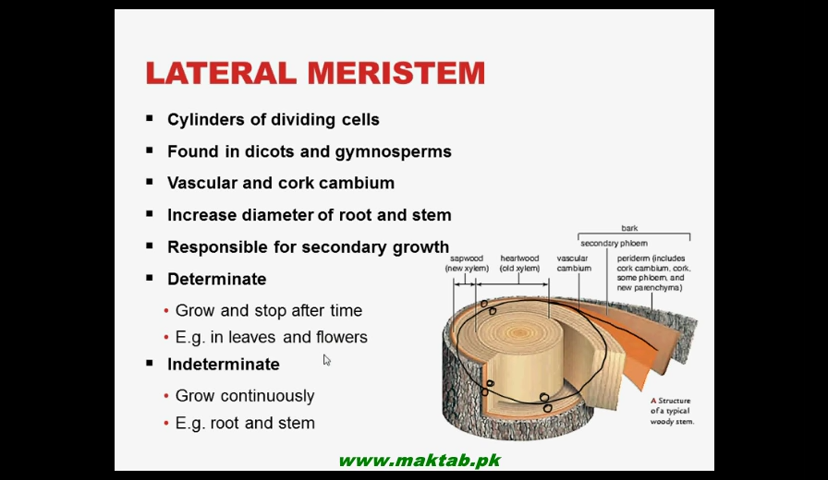 LATERAL MERISTEM
▪ Cylinders of dividing cells
▪ Found in dicots and gymnosperms
▪ Vascular and cork cambium
▪ Increase diameter of root and stem
▪ Responsible for secondary growth
▪ Determinate
• Grow and stop after time
• E.g. in leaves and flowers
▪ Indeterminate
• Grow continuously
• E.g. root and stem
bark
secondary phloem
sapwood
(new xylem)
heartwood
(old xylem)
vascular
cambium
periderm (includes
cork cambium, cork,
some phloem, and
new parenchyma)
A Structure
of a typical
woody stem.
www.maktab.pk